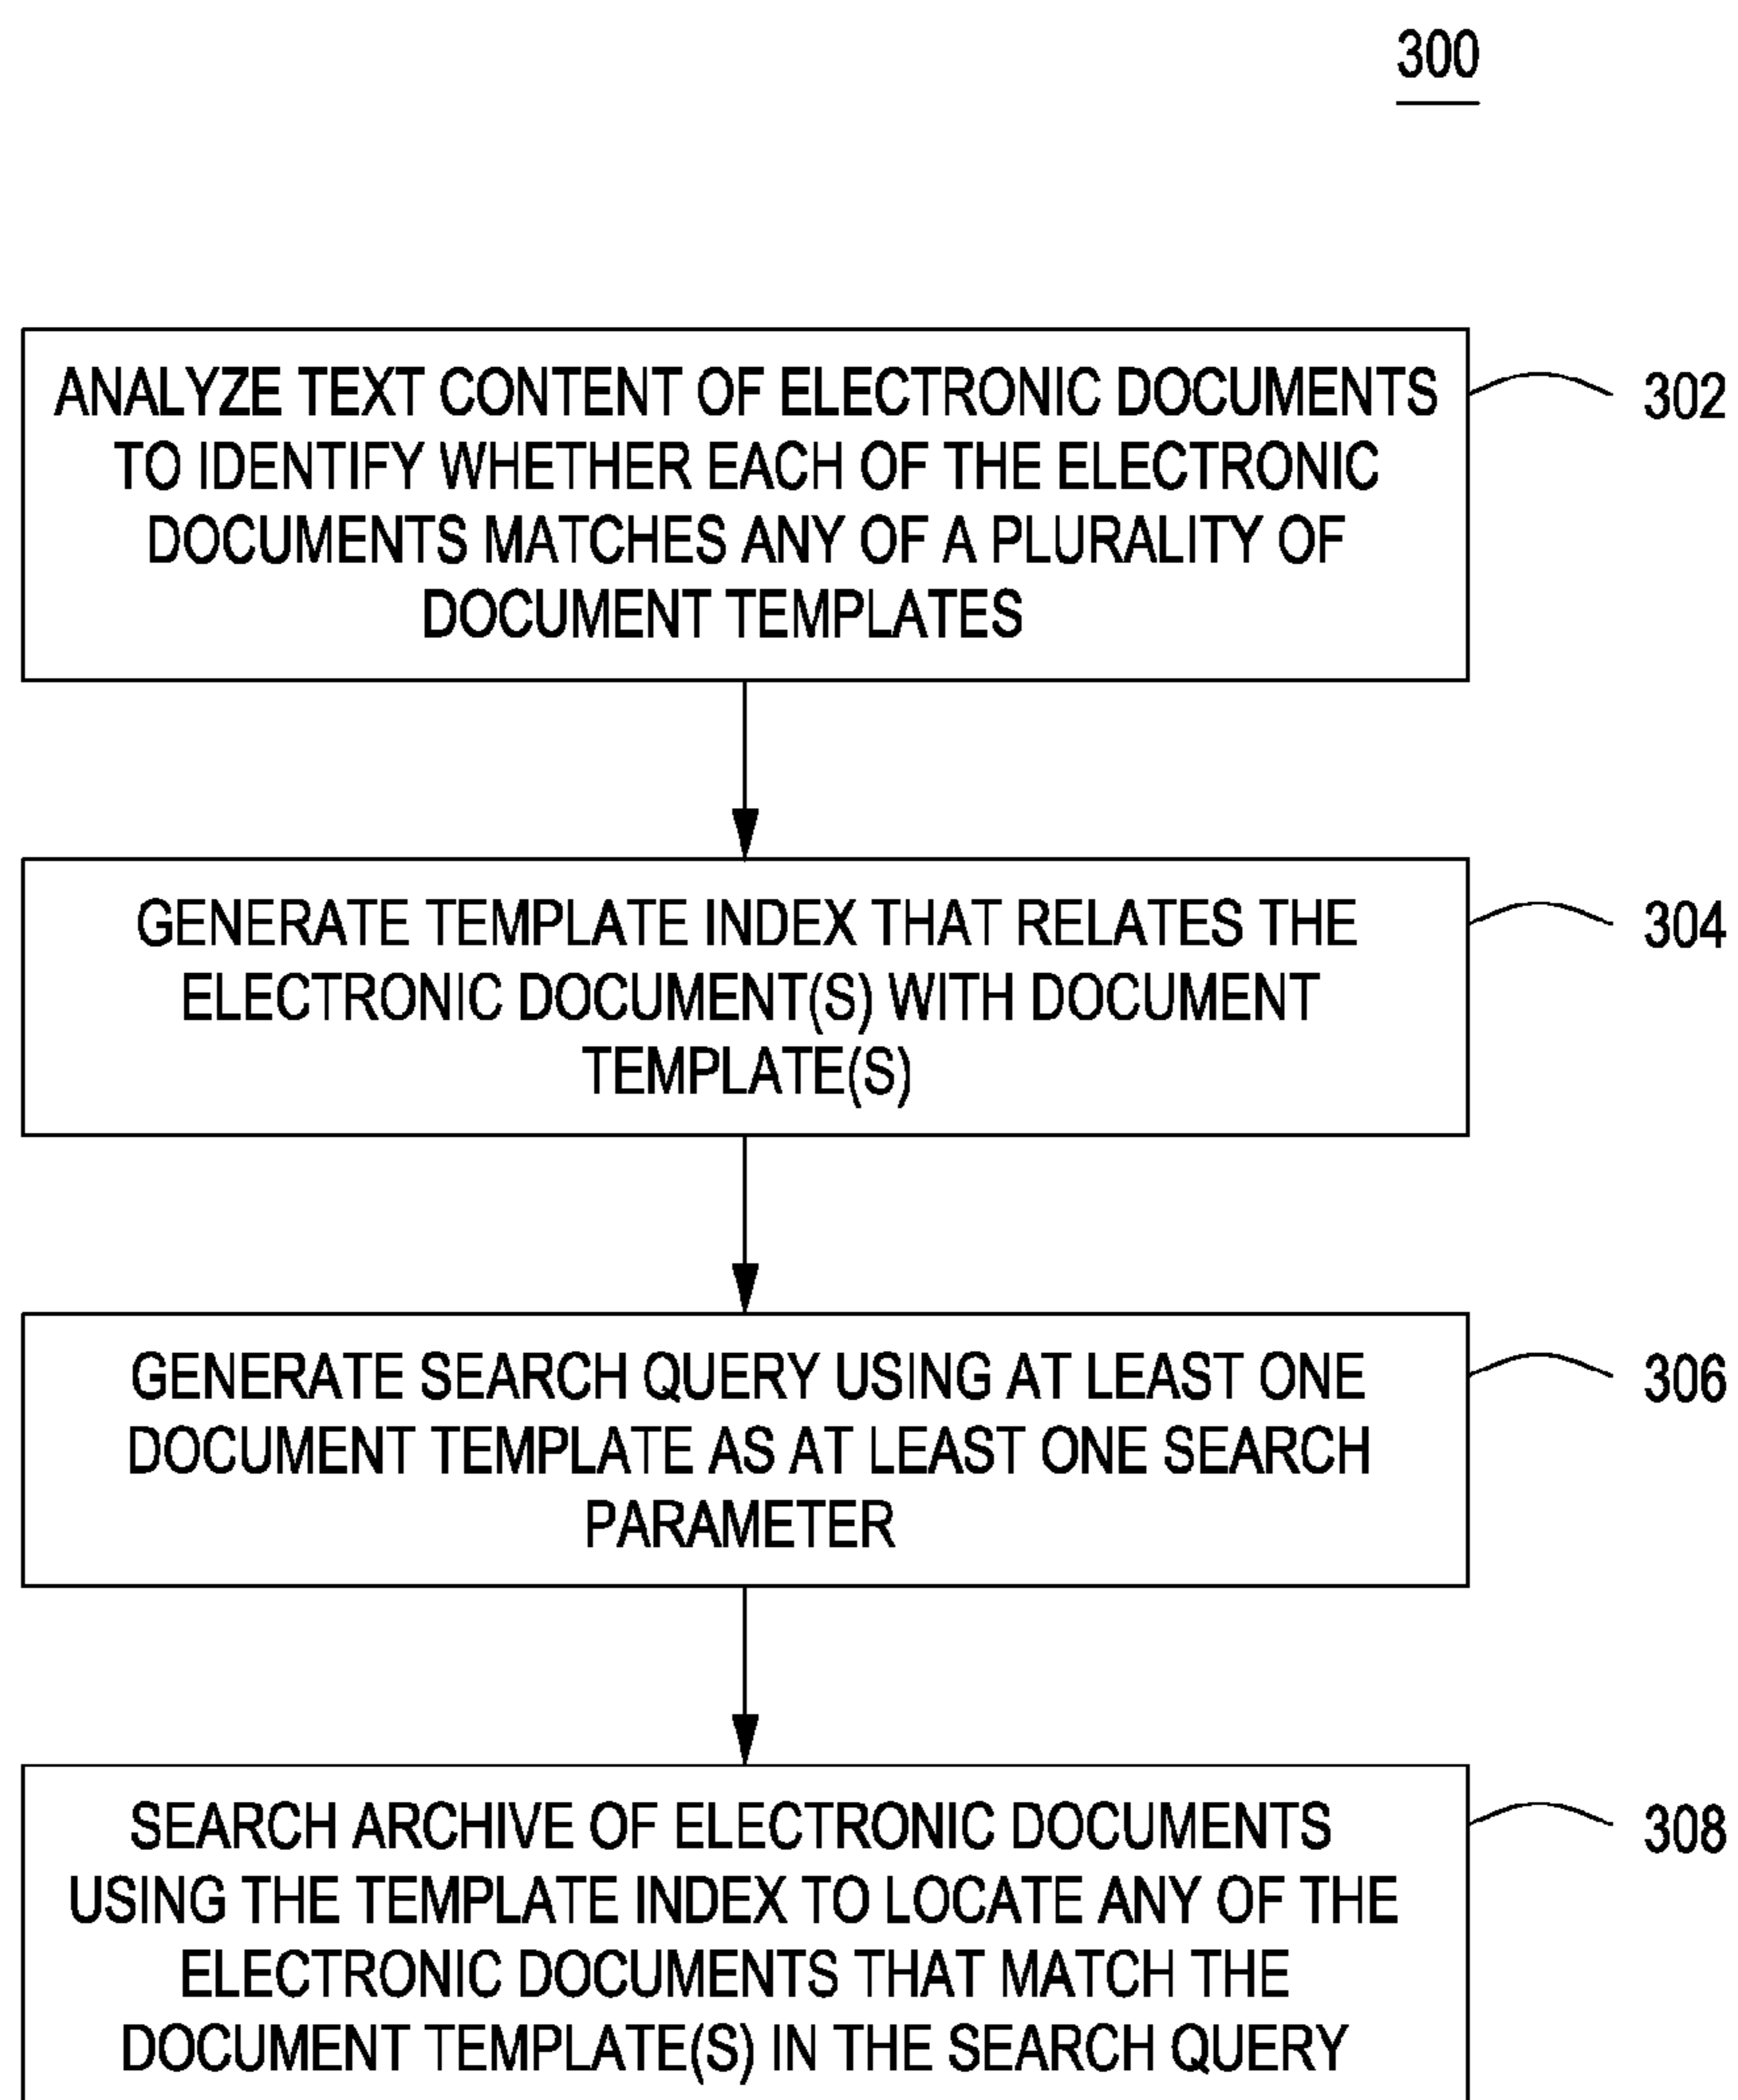 300
ANALYZE TEXT CONTENT OF ELECTRONIC DOCUMENTS
TO IDENTIFY WHETHER EACH OF THE ELECTRONIC
DOCUMENTS MATCHES ANY OF A PLURALITY OF
DOCUMENT TEMPLATES
302
GENERATE TEMPLATE INDEX THAT RELATES THE
ELECTRONIC DOCUMENT(S) WITH DOCUMENT
TEMPLATE(S)
304
GENERATE SEARCH QUERY USING AT LEAST ONE
DOCUMENT TEMPLATE AS AT LEAST ONE SEARCH
PARAMETER
306
SEARCH ARCHIVE OF ELECTRONIC DOCUMENTS
USING THE TEMPLATE INDEX TO LOCATE ANY OF THE
ELECTRONIC DOCUMENTS THAT MATCH THE
DOCUMENT TEMPLATE(S) IN THE SEARCH QUERY
308